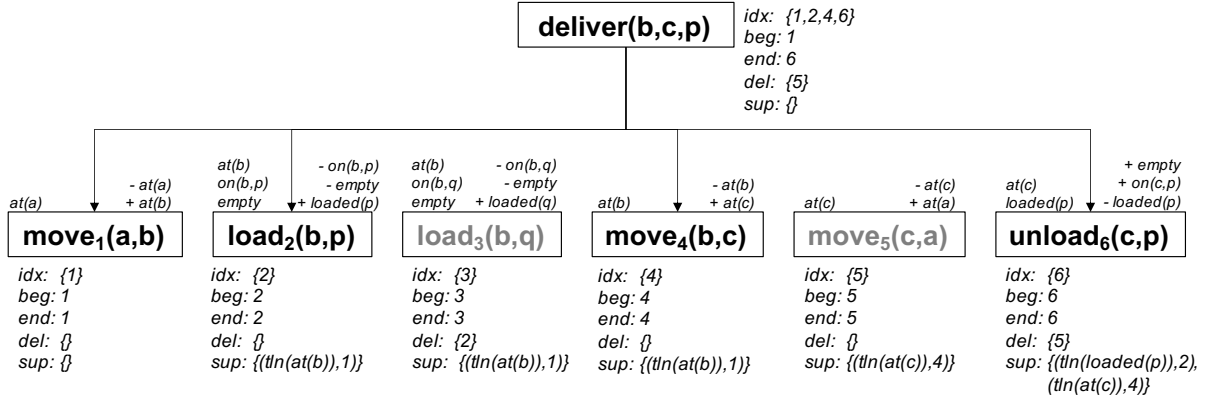 deliver(b,c,p)
idx: {1,2,4,6}
beg: 1
end: 6
del: {5}
sup: {}
at(a)
- at(a)
+ at(b)
move₁(a,b)
idx: {1}
beg: 1
end: 1
del: {}
sup: {}
at(b)
on(b,p)
empty
- on(b,p)
- empty
+ loaded(p)
load₂(b,p)
idx: {2}
beg: 2
end: 2
del: {}
sup: {(tln(at(b)),1)}
at(b)
on(b,q)
empty
- on(b,q)
- empty
+ loaded(q)
load₃(b,q)
idx: {3}
beg: 3
end: 3
del: {2}
sup: {(tln(at(b)),1)}
at(b)
- at(b)
+ at(c)
move₄(b,c)
idx: {4}
beg: 4
end: 4
del: {}
sup: {(tln(at(b)),1)}
at(c)
- at(c)
+ at(a)
move₅(c,a)
idx: {5}
beg: 5
end: 5
del: {}
sup: {(tln(at(c)),4)}
at(c)
loaded(p)
+ empty
+ on(c,p)
- loaded(p)
unload₆(c,p)
idx: {6}
beg: 6
end: 6
del: {5}
sup: {(tln(loaded(p)),2),
(tln(at(c)),4)}